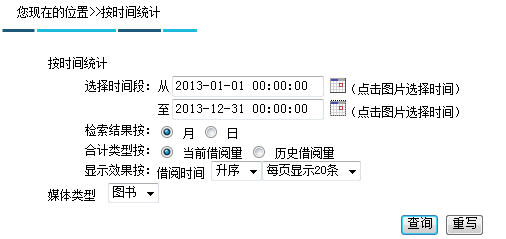 您现在的位置>>按时间统计
按时间统计
选择时间段：从 2013-01-01 00:00:00 (点击图片选择时间)
至 2013-12-31 00:00:00 (点击图片选择时间)
检索结果按： 月 日
合计类型按： 当前借阅量 历史借阅量
显示效果按：借阅时间 升序 每页显示20条
媒体类型 图书
查询 重写